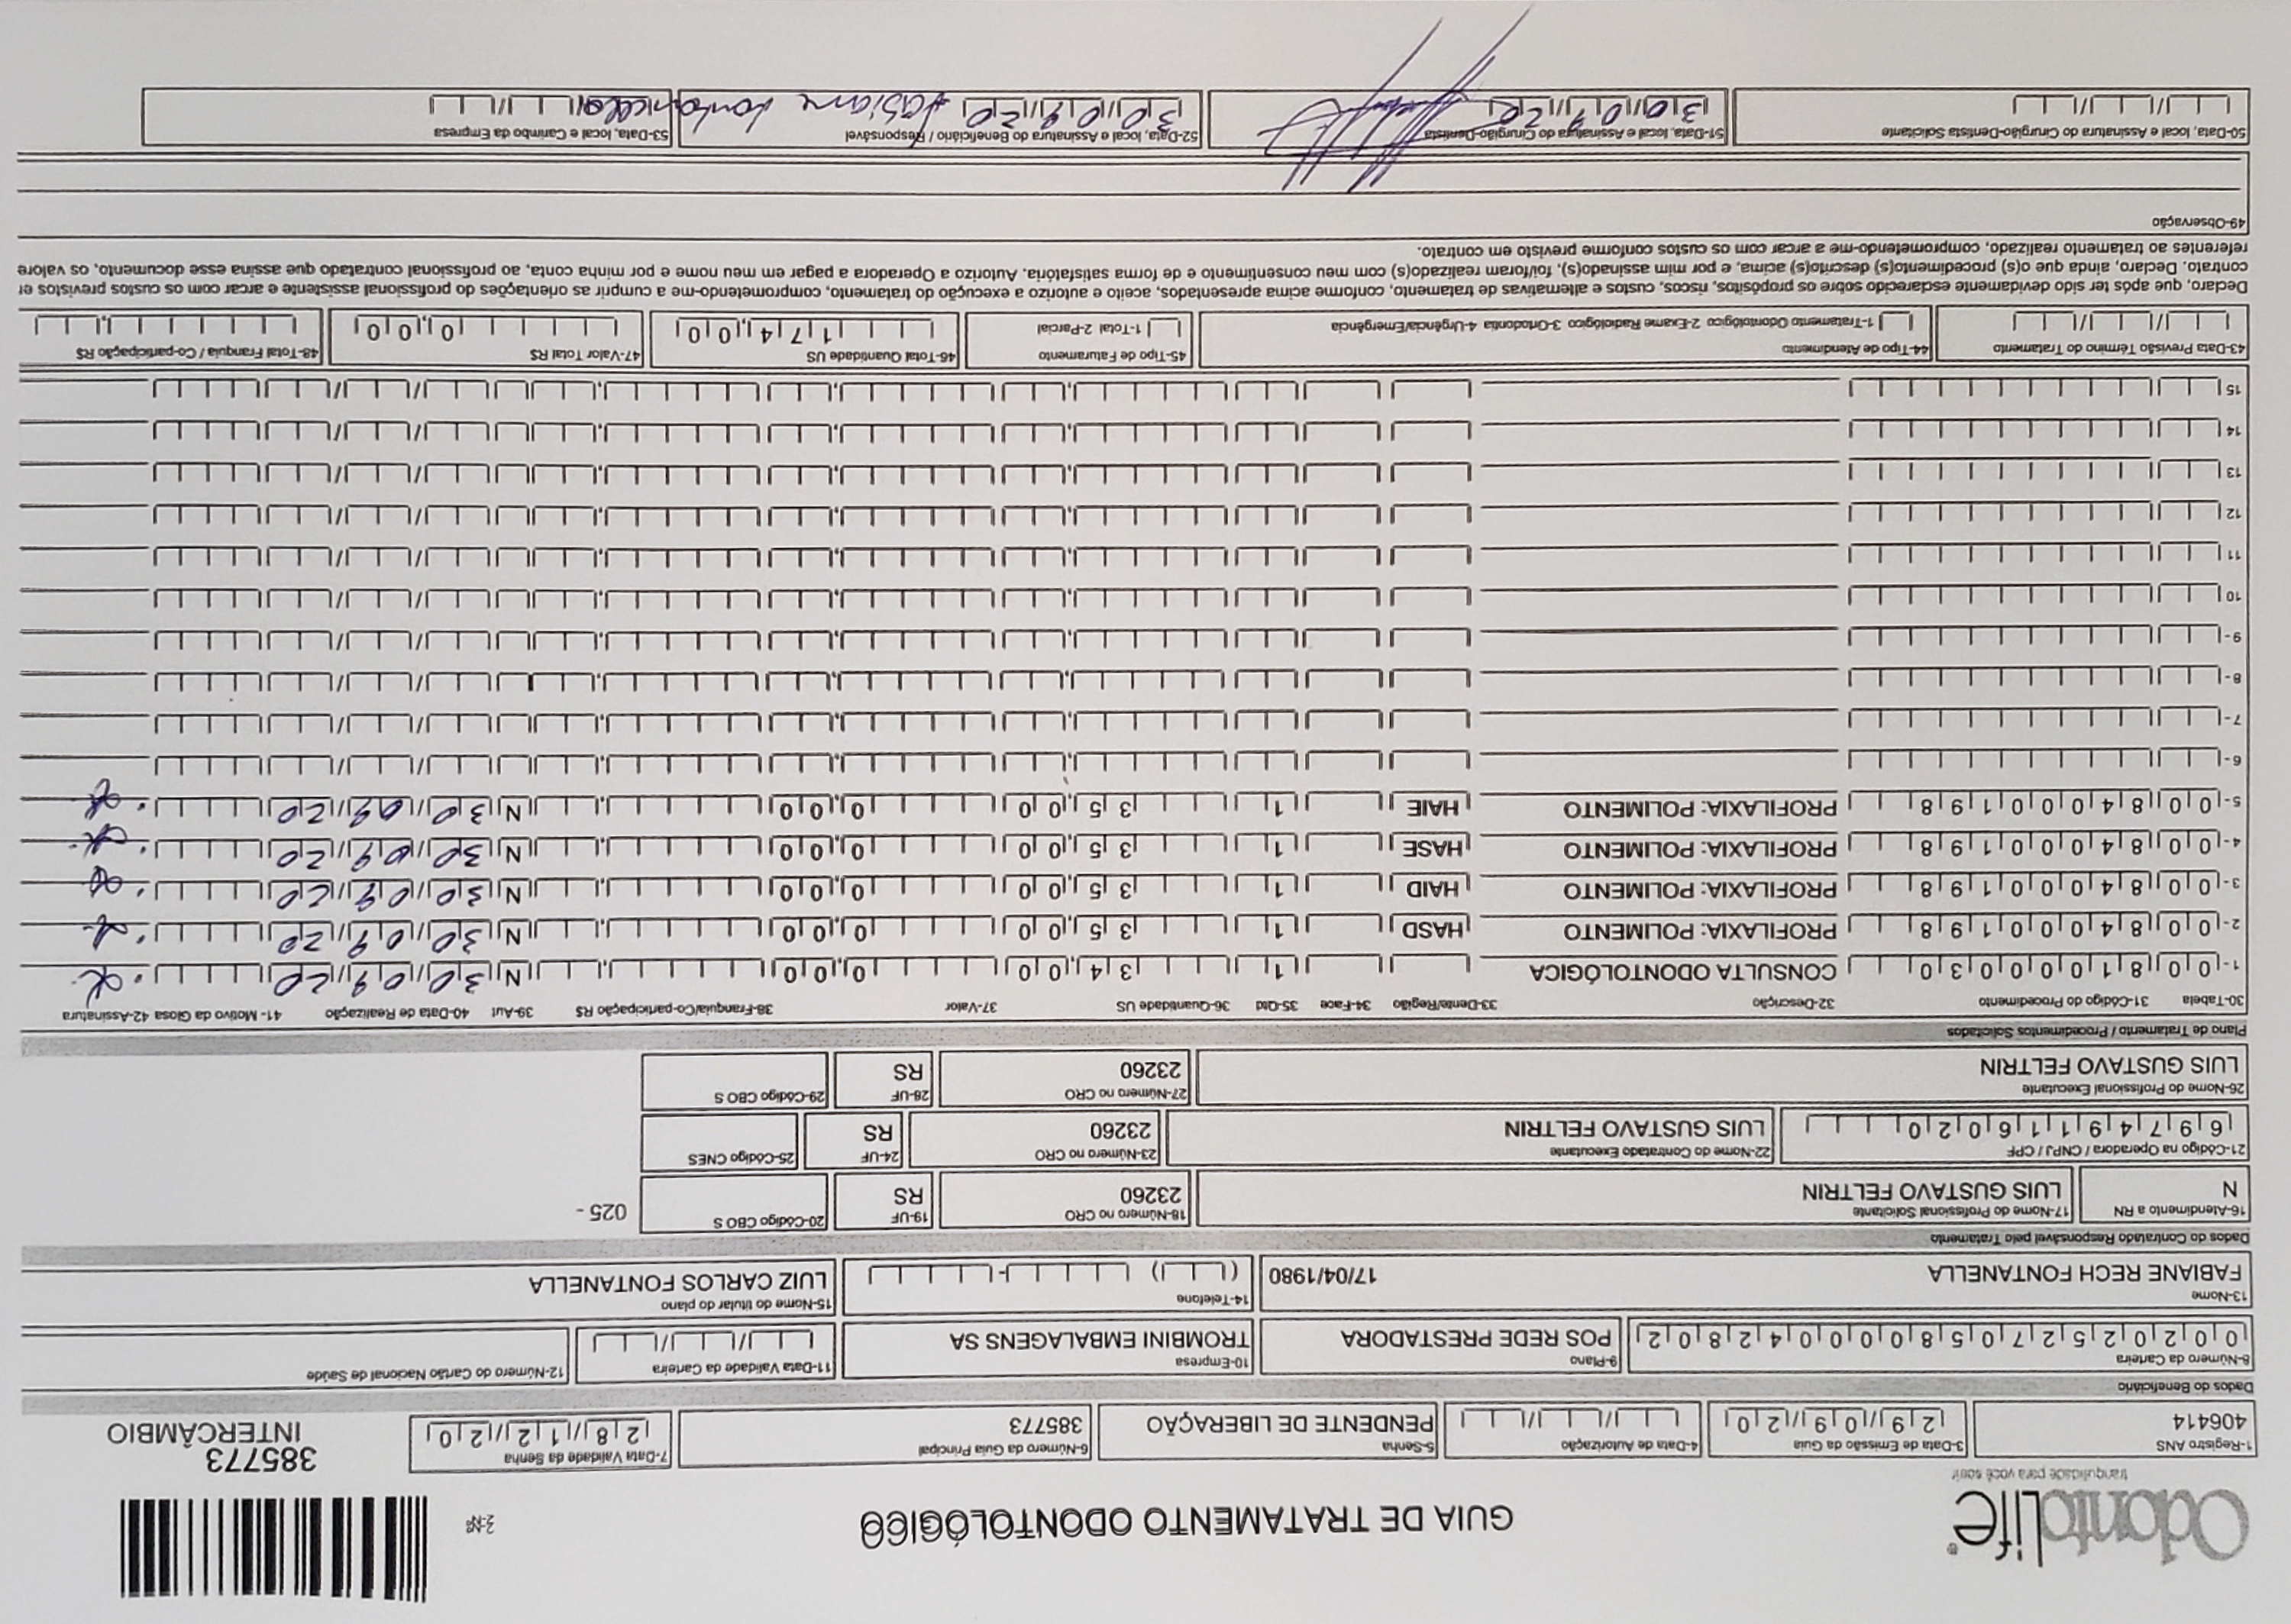 OdontoLife®
tranquilidade para você sorrir
GUIA DE TRATAMENTO ODONTOLÓGICO
2-Nº
385773
INTERCÂMBIO
1-Registro ANS 406414
3-Data de Emissão da Guia 29/09/20
4-Data de Autorização
5-Senha PENDENTE DE LIBERAÇÃO
6-Número da Guia Principal 385773
7-Data Validade da Senha 28/12/20
Dados do Beneficiário
8-Número da Carteira 00202527058000042802
9-Plano POS REDE PRESTADORA
10-Empresa TROMBINI EMBALAGENS SA
11-Data Validade da Carteira
12-Número do Cartão Nacional de Saúde
13-Nome FABIANE RECH FONTANELLA 17/04/1980
14-Telefone
15-Nome do titular do plano LUIZ CARLOS FONTANELLA
Dados do Contratado Responsável pelo Tratamento
16-Atendimento a RN N
17-Nome do Profissional Solicitante LUIS GUSTAVO FELTRIN
18-Número no CRO 23260
19-UF RS
20-Código CBO S
025 -
21-Código na Operadora / CNPJ / CPF 69749116020
22-Nome do Contratado Executante LUIS GUSTAVO FELTRIN
23-Número no CRO 23260
24-UF RS
25-Código CNES
26-Nome do Profissional Executante LUIS GUSTAVO FELTRIN
27-Número no CRO 23260
28-UF RS
29-Código CBO S
Plano de Tratamento / Procedimentos Solicitados
30-Tabela 31-Código do Procedimento 32-Descrição 33-Dente/Região 34-Face 35-Qtd 36-Quantidade US 37-Valor 38-Franquia/Co-participação R$ 39-Aut 40-Data de Realização 41- Motivo da Glosa 42-Assinatura
1- 00 81000030 CONSULTA ODONTOLÓGICA 1 34,00 0,00 N 30/09/20
2- 00 84000198 PROFILAXIA: POLIMENTO HASD 1 35,00 0,00 N 30/09/20
3- 00 84000198 PROFILAXIA: POLIMENTO HAID 1 35,00 0,00 N 30/09/20
4- 00 84000198 PROFILAXIA: POLIMENTO HASE 1 35,00 0,00 N 30/09/20
5- 00 84000198 PROFILAXIA: POLIMENTO HAIE 1 35,00 0,00 N 30/09/20
6-
7-
8-
9-
10
11
12
13
14
15
43-Data Previsão Término do Tratamento
44-Tipo de Atendimento 1-Tratamento Odontológico 2-Exame Radiológico 3-Ortodontia 4-Urgência/Emergência
45-Tipo de Faturamento 1-Total 2-Parcial
46-Total Quantidade US 174,00
47-Valor Total R$ 0,00
48-Total Franquia / Co-participação R$
Declaro, que após ter sido devidamente esclarecido sobre os propósitos, riscos, custos e alternativas de tratamento, conforme acima apresentados, aceito e autorizo a execução do tratamento, comprometendo-me a cumprir as orientações do profissional assistente e arcar com os custos previstos er
contrato. Declaro, ainda que o(s) procedimento(s) descrito(s) acima, e por mim assinado(s), foi/foram realizado(s) com meu consentimento e de forma satisfatória. Autorizo a Operadora a pagar em meu nome e por minha conta, ao profissional contratado que assina esse documento, os valore
referentes ao tratamento realizado, comprometendo-me a arcar com os custos conforme previsto em contrato.
49-Observação
50-Data, local e Assinatura do Cirurgião-Dentista Solicitante
51-Data, local e Assinatura do Cirurgião-Dentista 30/09/20
52-Data, local e Assinatura do Beneficiário / Responsável 30/09/20 Fabiane Fontanella
53-Data, local e Carimbo da Empresa